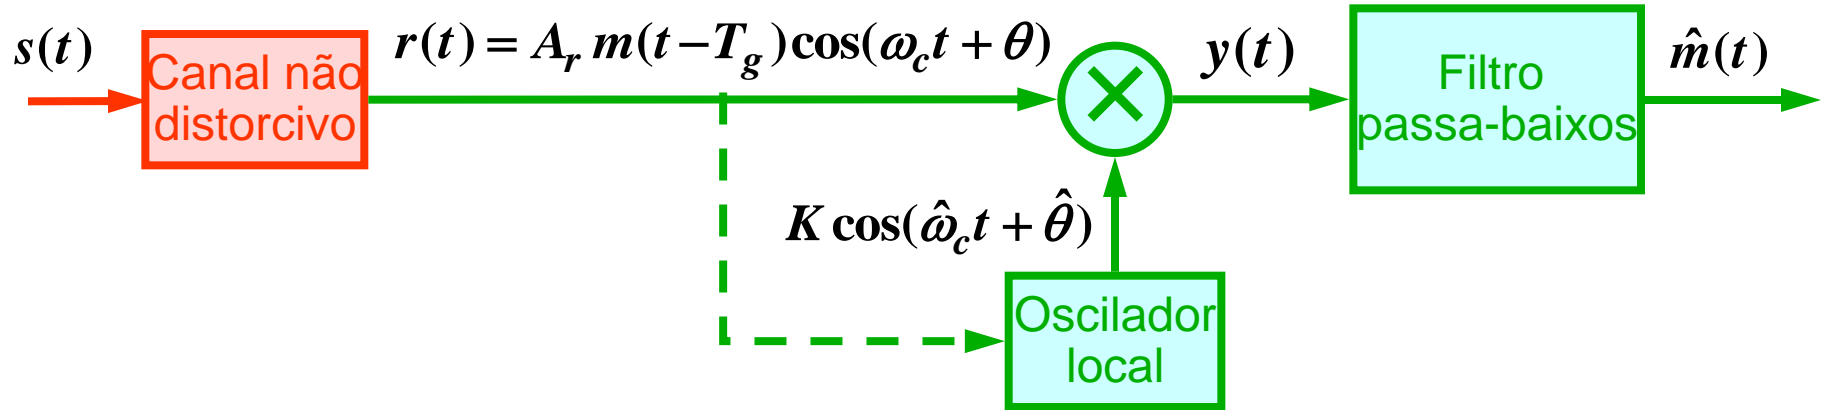 s(t)
Canal não
distorcivo
r(t) = A_r m(t−T_g)cos(ω_c t + θ)
y(t)
Filtro
passa-baixos
m̂(t)
K cos(ω̂_c t + θ̂)
Oscilador
local